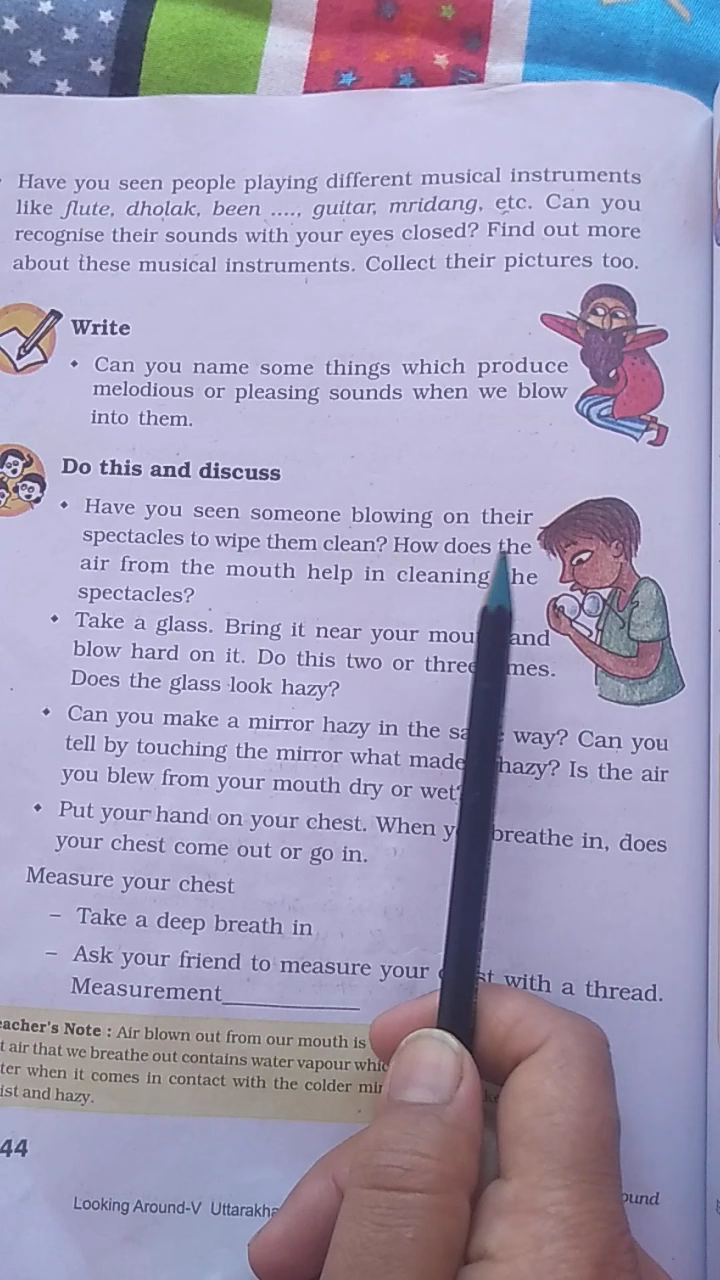 Have you seen people playing different musical instruments
like flute, dholak, been ...., guitar, mridang, etc. Can you
recognise their sounds with your eyes closed? Find out more
about these musical instruments. Collect their pictures too.
Write
• Can you name some things which produce
melodious or pleasing sounds when we blow
into them.
Do this and discuss
• Have you seen someone blowing on their
spectacles to wipe them clean? How does the
air from the mouth help in cleaning he
spectacles?
• Take a glass. Bring it near your mou and
blow hard on it. Do this two or three mes.
Does the glass look hazy?
• Can you make a mirror hazy in the sa way? Can you
tell by touching the mirror what made hazy? Is the air
you blew from your mouth dry or wet?
• Put your hand on your chest. When y breathe in, does
your chest come out or go in.
Measure your chest
– Take a deep breath in
– Ask your friend to measure your st with a thread.
Measurement____________
eacher's Note : Air blown out from our mouth is
t air that we breathe out contains water vapour whic
ter when it comes in contact with the colder mir
ist and hazy.
44
Looking Around-V Uttarakha ound